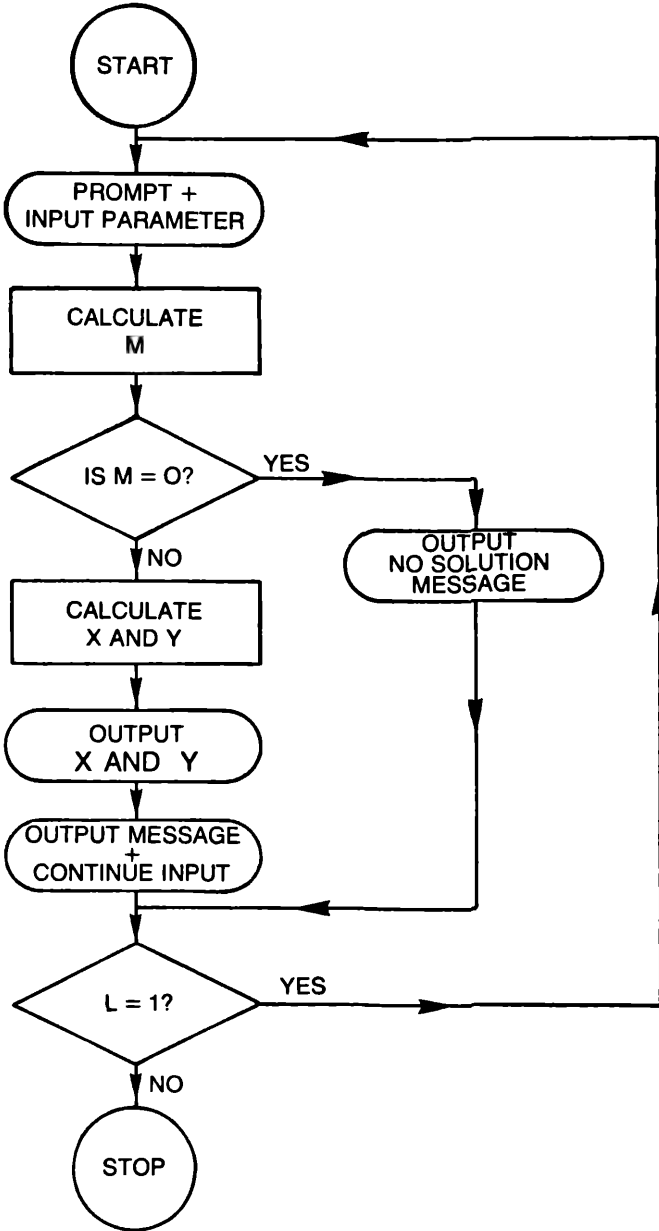 START
PROMPT +
INPUT PARAMETER
CALCULATE
M
IS M = O?
YES
OUTPUT
NO SOLUTION
MESSAGE
NO
CALCULATE
X AND Y
OUTPUT
X AND Y
OUTPUT MESSAGE
+
CONTINUE INPUT
L = 1?
YES
NO
STOP